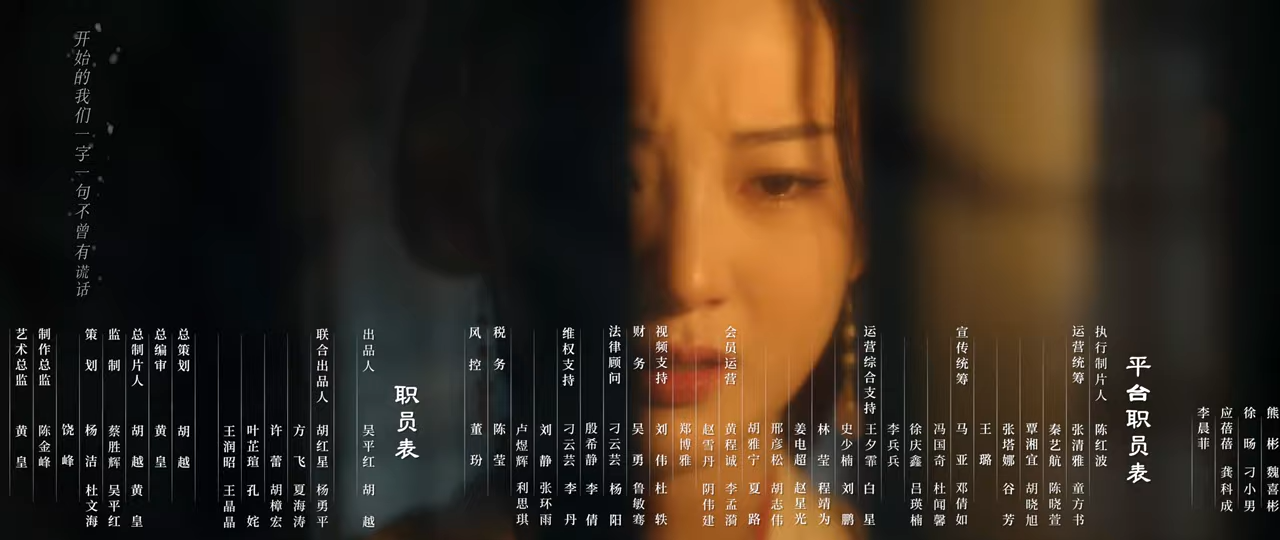 熊 彬 魏喜彬
徐 旸 刁小男
应蓓蓓 龚科成
李晨菲
平台职员表
执行制片人 陈红波
运营统筹 张清雅 童方书
秦艺航 陈晓萱
覃湘宜 胡晓旭
张塔娜 谷 芳
王 璐
宣传统筹 马 亚 邓倩如
冯国奇 杜闻馨
徐庆鑫 吕瑛楠
李兵兵
运营综合支持 王夕霏 白 星
史少楠 刘 鹏
林 莹 程靖为
姜电超 赵星光
邢彦松 胡志伟
胡雅宁 夏 路
会员运营 黄程诚 李孟漪
赵雪丹 阴伟建
郑博雅
视频支持 刘 伟 杜 轶
财 务 吴 勇 鲁敏骞
法律顾问 刁云芸 杨 阳
殷希静 李 倩
维权支持 刁云芸 李 丹
刘 静 张环雨
卢煜辉 利思琪
税 务 陈 莹
风 控 董 玢
职员表
出品人 吴平红 胡 越
联合出品人 胡红星 杨勇平
方 飞 夏海涛
许 蕾 胡樟宏
叶芷瑄 孔 姹
王润昭 王晶晶
总策划 胡 越
总编审 黄 皇
总制片人 胡 越 黄 皇
监 制 蔡胜辉 吴平红
策 划 杨 洁 杜文海
饶 峰
制作总监 陈金峰
艺术总监 黄 皇
开始的我们一字一句不曾有谎话